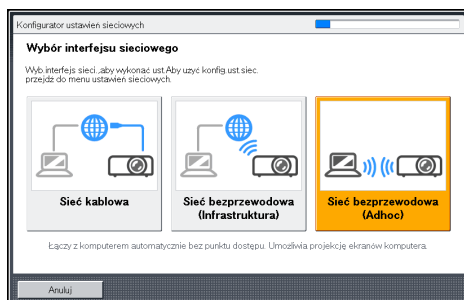 Konfigurator ustawień sieciowych
Wybór interfejsu sieciowego
Wyb interfejs sieci.,aby wykonać ust.Aby uzyć konfig.ust.siec.
przejdź do menu ustawień sieciowych.
Sieć kablowa
Sieć bezprzewodowa
(Infrastruktura)
Sieć bezprzewodowa
(Adhoc)
Łączy z komputerem automatycznie bez punktu dostępu. Umożliwia projekcję ekranów komputera.
Anuluj